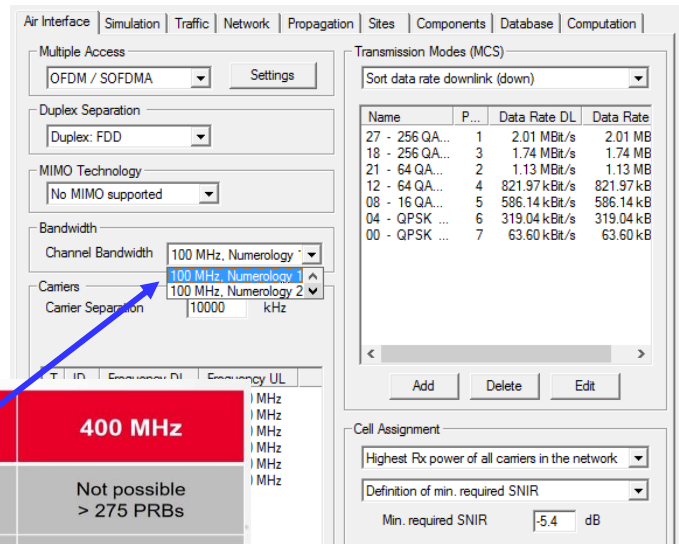 Air Interface Simulation Traffic Network Propagation Sites Components Database Computation
Multiple Access
OFDM / SOFDMA Settings
Duplex Separation
Duplex: FDD
MIMO Technology
No MIMO supported
Bandwidth
Channel Bandwidth 100 MHz, Numerology
100 MHz, Numerology 1
100 MHz, Numerology 2
Carriers
Carrier Separation 10000 kHz
T ID Frequency DL Frequency UL
MHz
MHz
MHz
MHz
MHz
MHz
400 MHz
Not possible
> 275 PRBs
Transmission Modes (MCS)
Sort data rate downlink (down)
Name P... Data Rate DL Data Rate
27 - 256 QA... 1 2.01 MBit/s 2.01 MB
18 - 256 QA... 3 1.74 MBit/s 1.74 MB
21 - 64 QA... 2 1.13 MBit/s 1.13 MB
12 - 64 QA... 4 821.97 kBit/s 821.97 kB
08 - 16 QA... 5 586.14 kBit/s 586.14 kB
04 - QPSK ... 6 319.04 kBit/s 319.04 kB
00 - QPSK ... 7 63.60 kBit/s 63.60 kB
Add Delete Edit
Cell Assignment
Highest Rx power of all carriers in the network
Definition of min. required SNIR
Min. required SNIR -5.4 dB